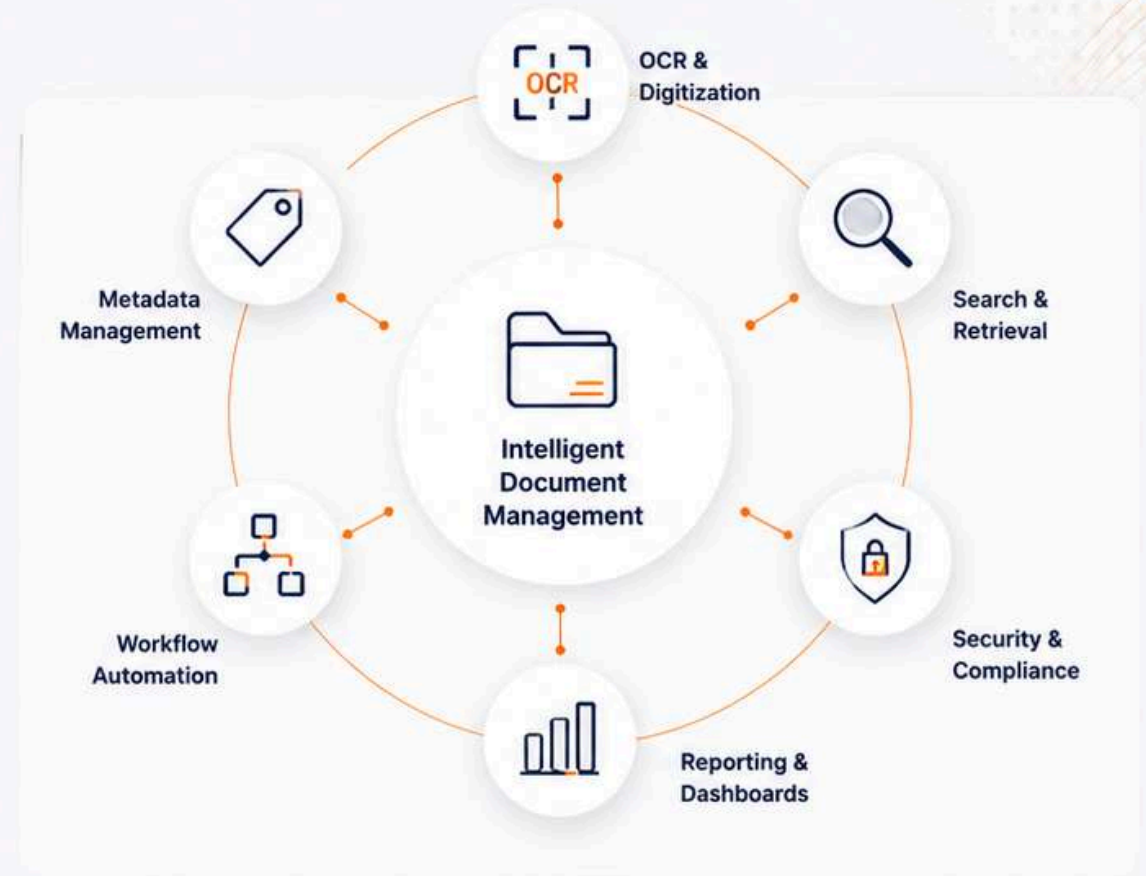 OCR
OCR &
Digitization
Metadata
Management
Search &
Retrieval
Intelligent
Document
Management
Workflow
Automation
Security &
Compliance
Reporting &
Dashboards